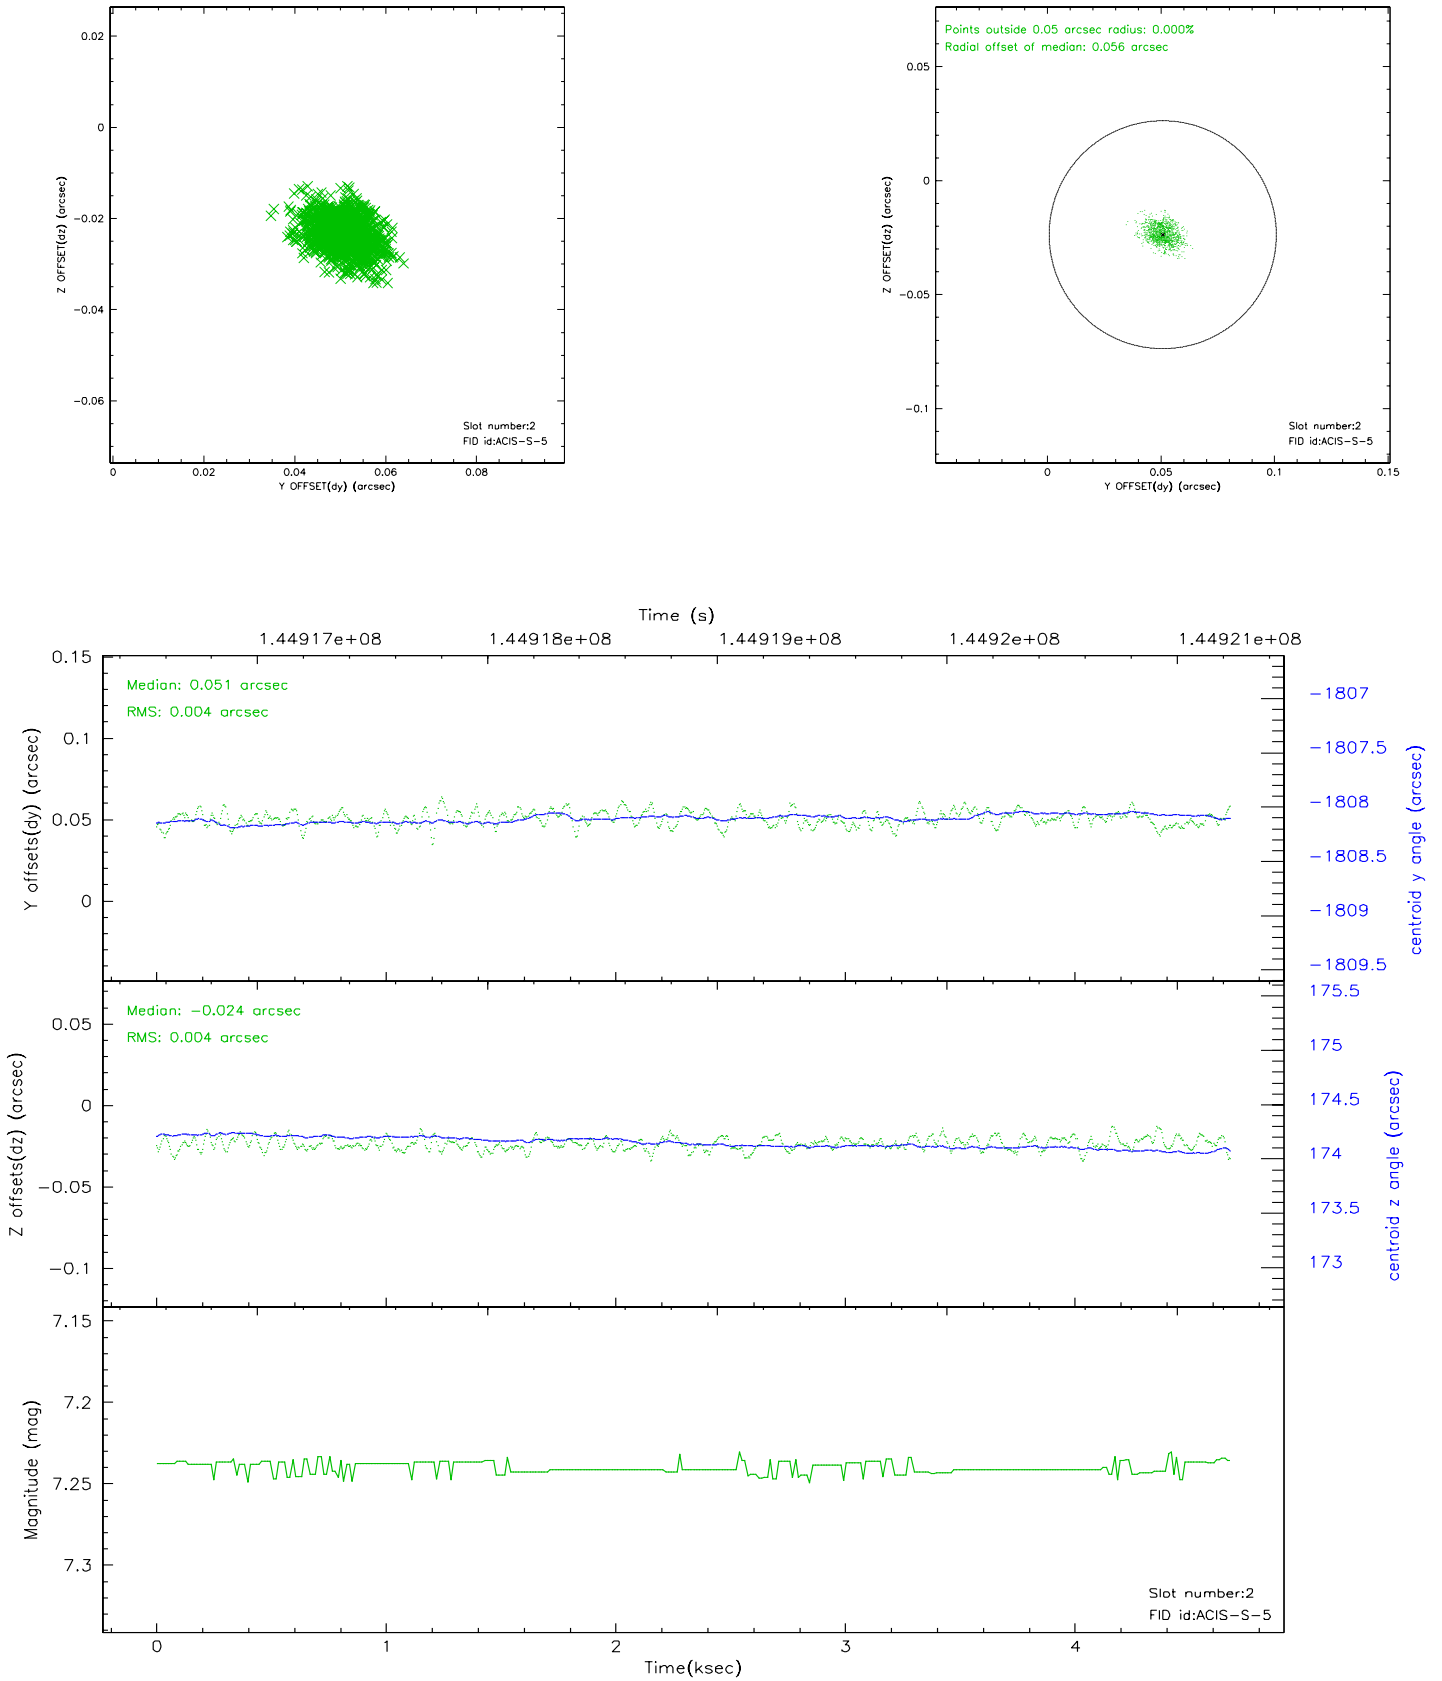 0.02
0
−0.02
−0.04
−0.06
Z OFFSET(dz) (arcsec)
Slot number:2
FID id:ACIS−S−5
0 0.02 0.04 0.06 0.08
Y OFFSET(dy) (arcsec)
Points outside 0.05 arcsec radius: 0.000%
Radial offset of median: 0.056 arcsec
0.05
0
−0.05
−0.1
Z OFFSET(dz) (arcsec)
Slot number:2
FID id:ACIS−S−5
0 0.05 0.1 0.15
Y OFFSET(dy) (arcsec)
Time (s)
1.44917e+08 1.44918e+08 1.44919e+08 1.4492e+08 1.44921e+08
Median: 0.051 arcsec
RMS: 0.004 arcsec
0.15
0.1
0.05
0
Y offsets(dy) (arcsec)
−1807
−1807.5
−1808
−1808.5
−1809
−1809.5
centroid y angle (arcsec)
Median: −0.024 arcsec
RMS: 0.004 arcsec
0.05
0
−0.05
−0.1
Z offsets(dz) (arcsec)
175.5
175
174.5
174
173.5
173
centroid z angle (arcsec)
7.15
7.2
7.25
7.3
Magnitude (mag)
Slot number:2
FID id:ACIS−S−5
0 1 2 3 4
Time(ksec)